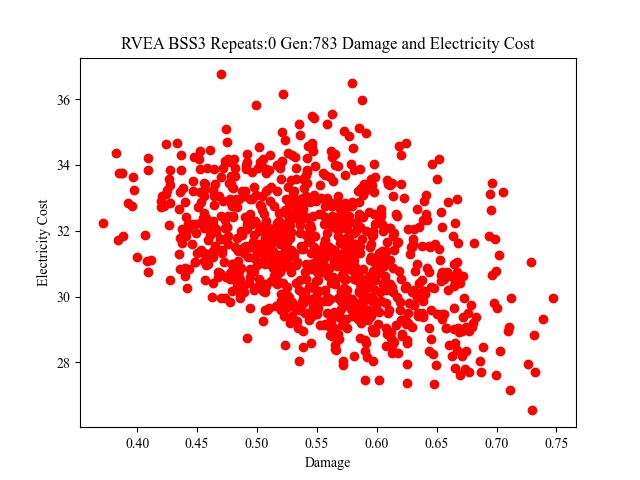 RVEA BSS3 Repeats:0 Gen:783 Damage and Electricity Cost
36
34
32
30
28
Electricity Cost
0.40 0.45 0.50 0.55 0.60 0.65 0.70 0.75
Damage